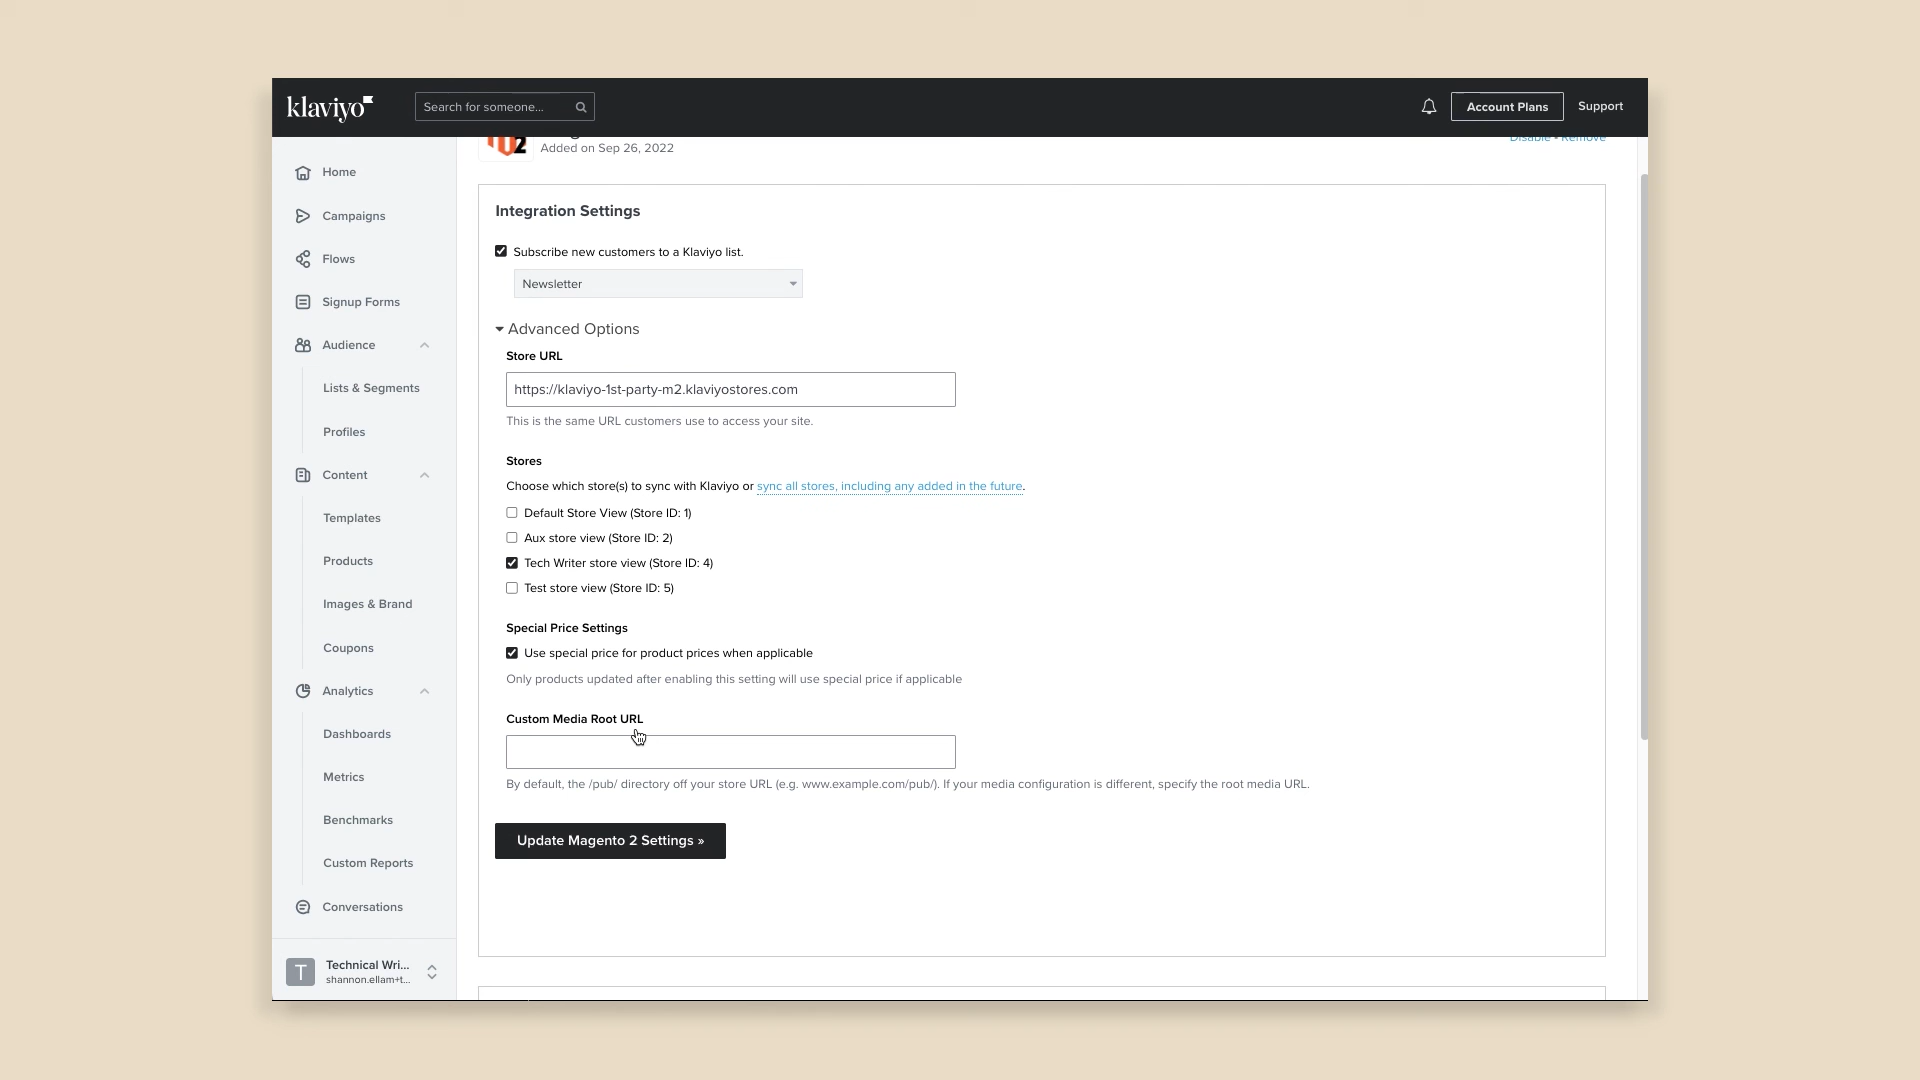 klaviyo
Search for someone...
Account Plans
Support
Disable • Remove
Added on Sep 26, 2022
Home
Campaigns
Flows
Signup Forms
Audience
Lists & Segments
Profiles
Content
Templates
Products
Images & Brand
Coupons
Analytics
Dashboards
Metrics
Benchmarks
Custom Reports
Conversations
T
Technical Wri...
shannon.ellam+t...
Integration Settings
Subscribe new customers to a Klaviyo list.
Newsletter
Advanced Options
Store URL
https://klaviyo-1st-party-m2.klaviyostores.com
This is the same URL customers use to access your site.
Stores
Choose which store(s) to sync with Klaviyo or sync all stores, including any added in the future.
Default Store View (Store ID: 1)
Aux store view (Store ID: 2)
Tech Writer store view (Store ID: 4)
Test store view (Store ID: 5)
Special Price Settings
Use special price for product prices when applicable
Only products updated after enabling this setting will use special price if applicable
Custom Media Root URL
By default, the /pub/ directory off your store URL (e.g. www.example.com/pub/). If your media configuration is different, specify the root media URL.
Update Magento 2 Settings »